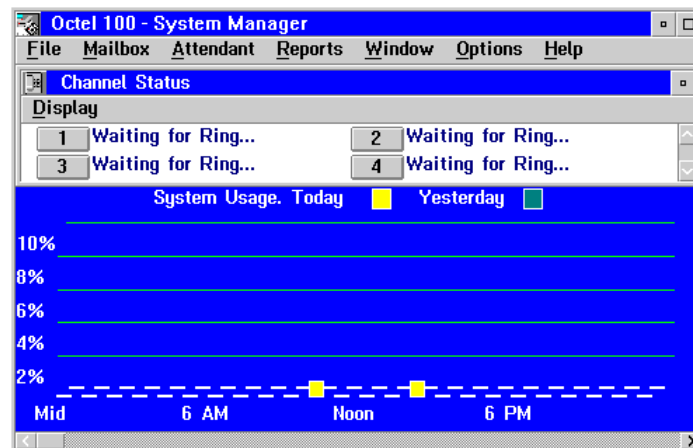 Octel 100 - System Manager
File Mailbox Attendant Reports Window Options Help
Channel Status
Display
1 Waiting for Ring... 2 Waiting for Ring...
3 Waiting for Ring... 4 Waiting for Ring...
System Usage. Today Yesterday
10%
8%
6%
4%
2%
Mid 6 AM Noon 6 PM